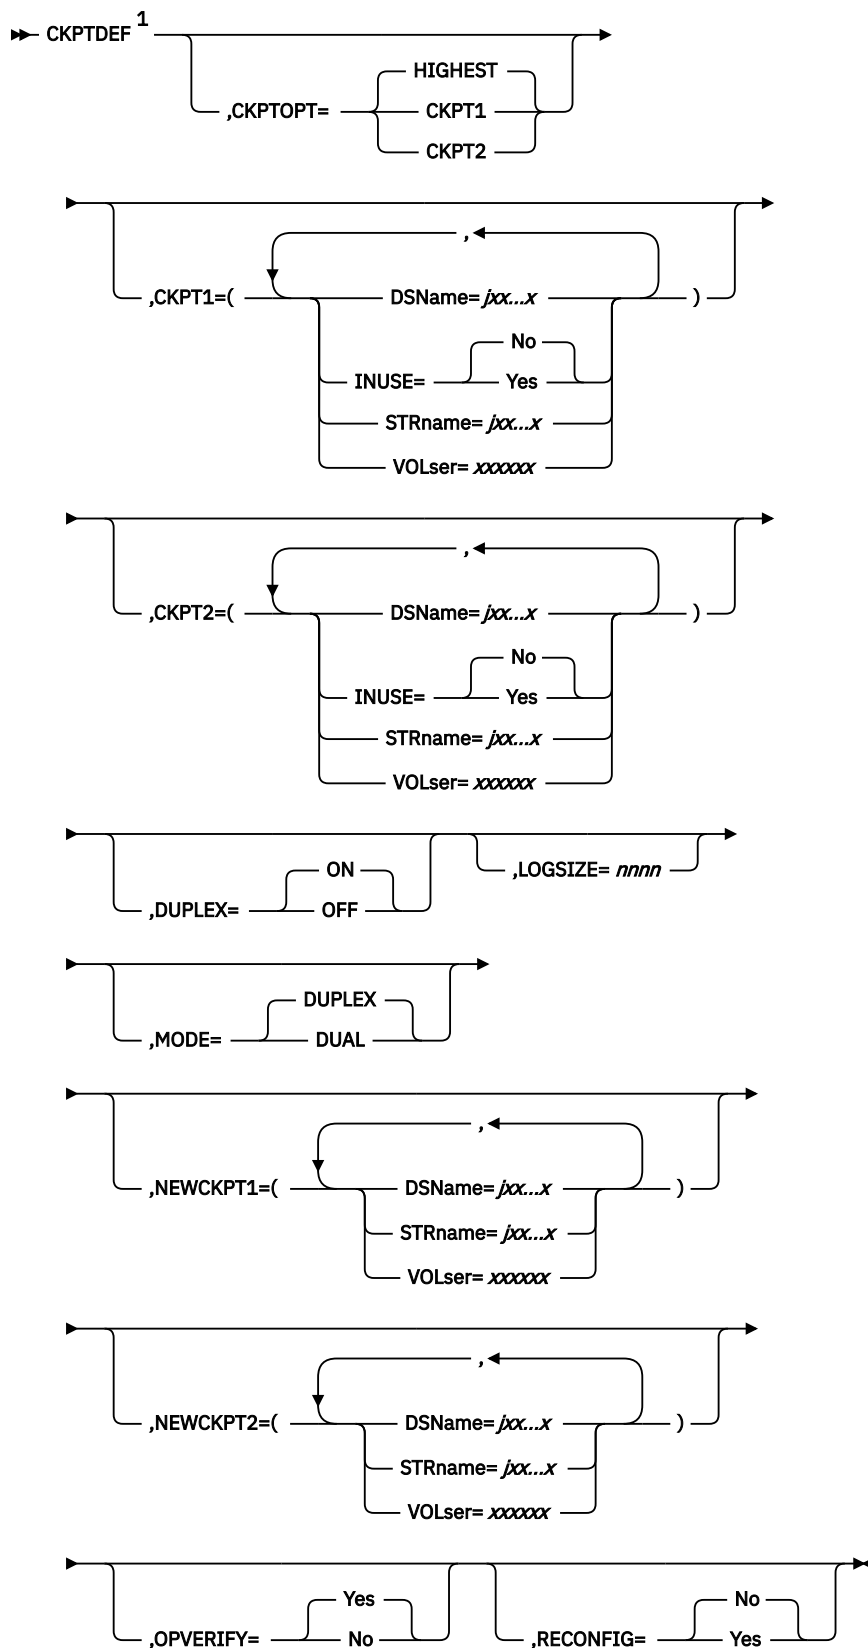 CKPTDEF 1
HIGHEST
,CKPTOPT= CKPT1
CKPT2
,
,CKPT1=( DSName= jxx...x )
No
INUSE= Yes
STRname= jxx...x
VOLser= xxxxxx
,
,CKPT2=( DSName= jxx...x )
No
INUSE= Yes
STRname= jxx...x
VOLser= xxxxxx
ON ,LOGSIZE= nnnn
,DUPLEX= OFF
DUPLEX
,MODE= DUAL
,
,NEWCKPT1=( DSName= jxx...x )
STRname= jxx...x
VOLser= xxxxxx
,
,NEWCKPT2=( DSName= jxx...x )
STRname= jxx...x
VOLser= xxxxxx
Yes No
,OPVERIFY= No ,RECONFIG= Yes